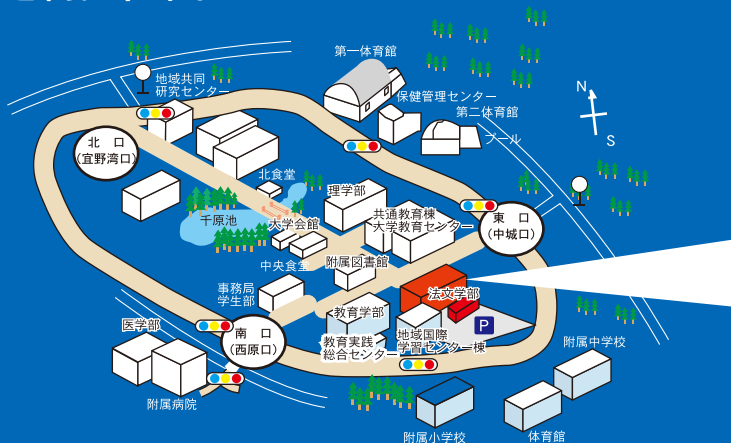 第一体育館
地域共同
研究センター
保健管理センター
第二体育館
プール
N
S
北 口
(宜野湾口)
北食堂
理学部
千原池
大学会館
共通教育棟
大学教育センター
東 口
(中城口)
中央食堂
附属図書館
事務局
学生部
法文学部
教育学部
P
医学部
南 口
(西原口)
教育実践
総合センター
地域国際
学習センター棟
附属中学校
附属病院
附属小学校
体育館